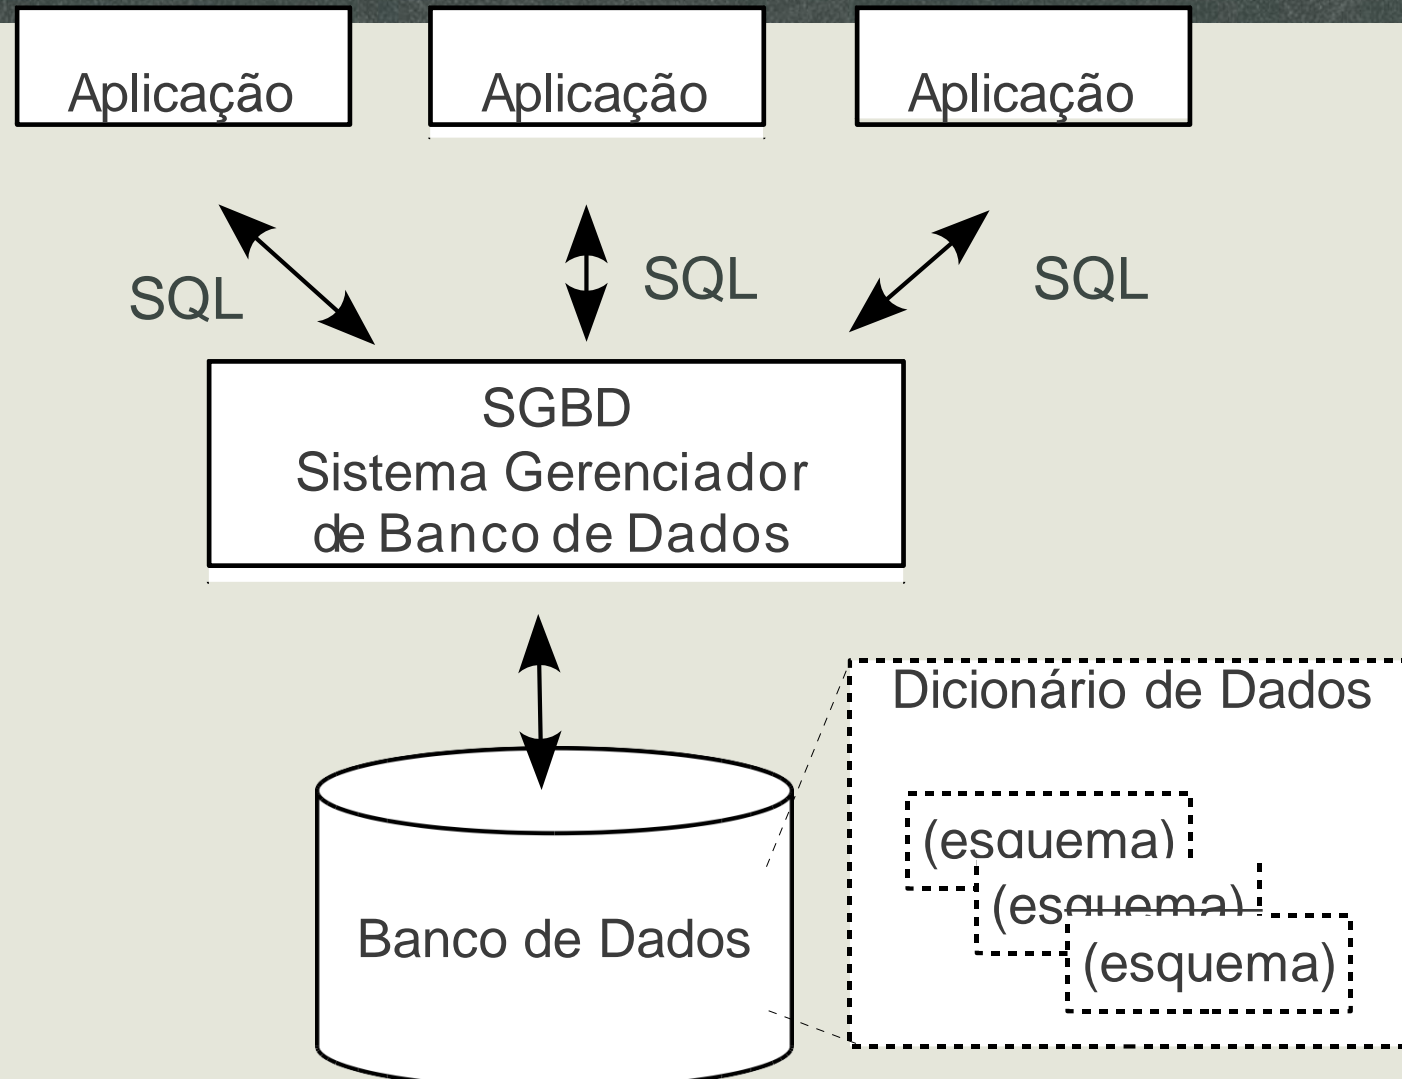 Aplicação
Aplicação
Aplicação
SQL
SQL
SQL
SGBD
Sistema Gerenciador
de Banco de Dados
Dicionário de Dados
(esquema)
(esquema)
(esquema)
Banco de Dados